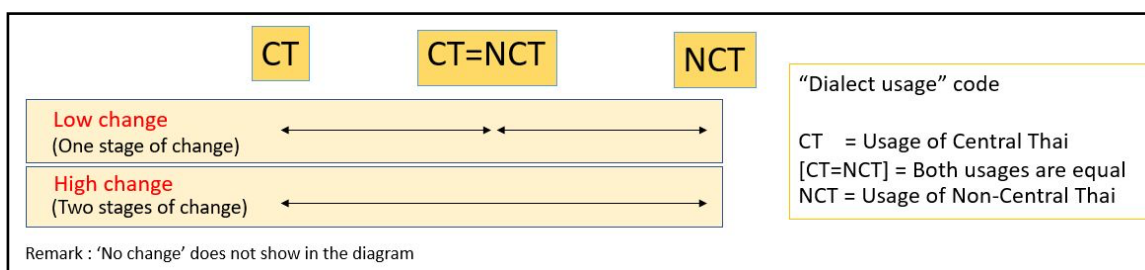 CT CT=NCT NCT
Low change
(One stage of change)
High change
(Two stages of change)
Remark : 'No change' does not show in the diagram
“Dialect usage” code
CT = Usage of Central Thai
[CT=NCT] = Both usages are equal
NCT = Usage of Non-Central Thai